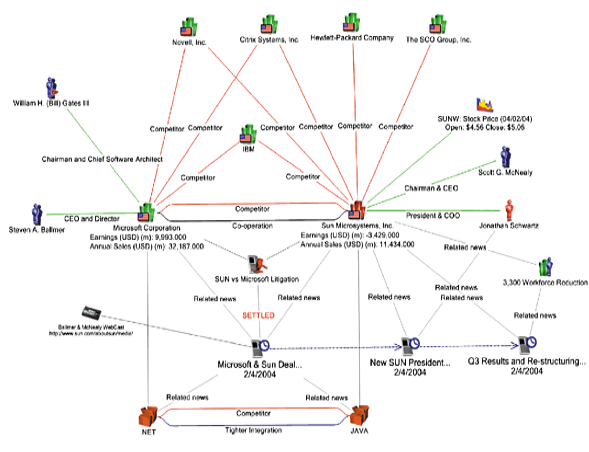 Novell, Inc.
Citrix Systems, Inc.
Hewlett-Packard Company
The SCO Group, Inc.
William H. (Bill) Gates III
SUNW: Stock Price (04/02/04)
Open: $4.56 Close: $5.06
Competitor
Competitor
Competitor
Competitor
Competitor
Competitor
IBM
Chairman and Chief Software Architect
Scott G. McNealy
Competitor
Competitor
Chairman & CEO
Competitor
CEO and Director
President & COO
Steven A. Ballmer
Microsoft Corporation
Co-operation
Sun Microsystems, Inc.
Jonathan Schwartz
Earnings (USD) (m): 9,993.000
Annual Sales (USD) (m): 32,187.000
Earnings (USD) (m): -3,429.000
Annual Sales (USD) (m): 11,434.000
Related news
SUN vs Microsoft Litigation
3,300 Workforce Reduction
Related news
Related news
Related news
Related news
Related news
SETTLED
Related news
Ballmer & McNealy WebCast
http://www.sun.com/aboutsun/media/
Microsoft & Sun Deal...
2/4/2004
New SUN President...
2/4/2004
Q3 Results and Re-structuring...
2/4/2004
Related news
Related news
Competitor
NET
Tighter Integration
JAVA